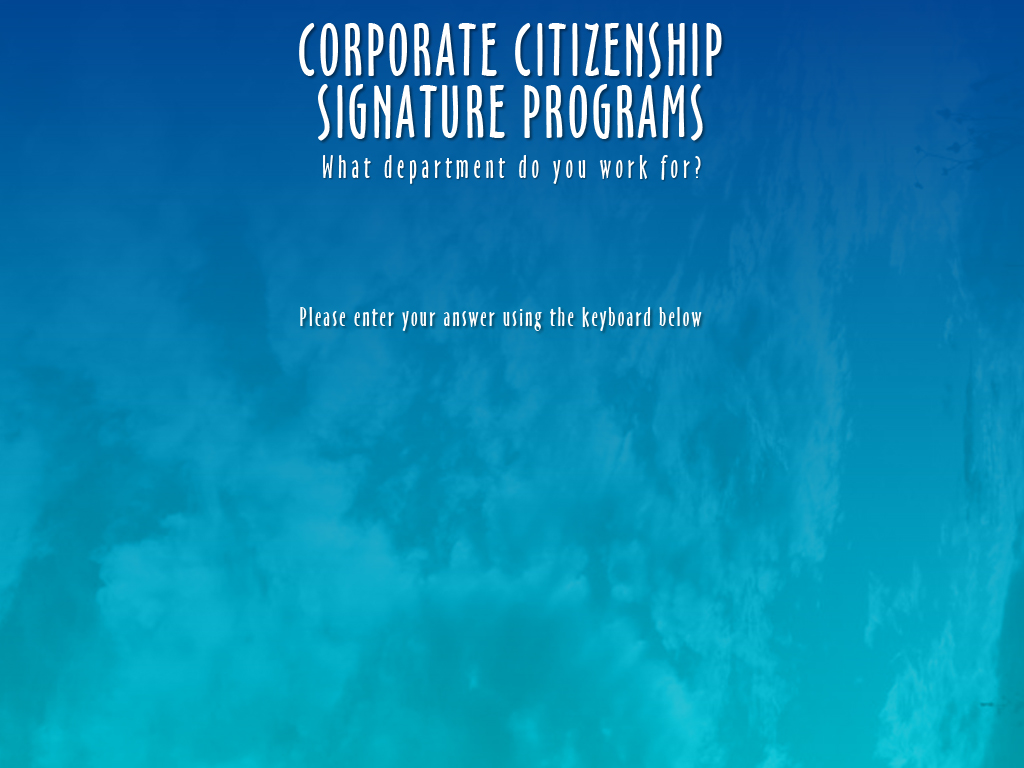 CORPORATE CITIZENSHIP
SIGNATURE PROGRAMS
What department do you work for?
Please enter your answer using the keyboard below